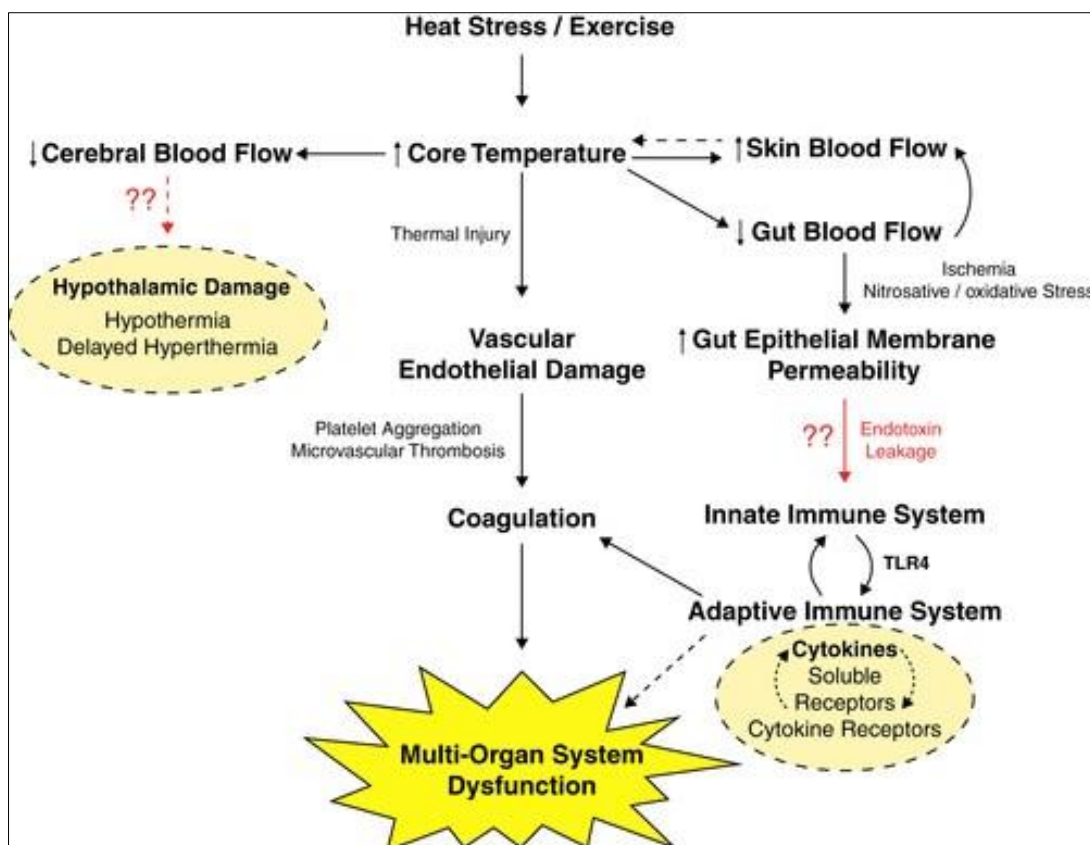 Heat Stress / Exercise
↓Cerebral Blood Flow
↑Core Temperature
↑Skin Blood Flow
??
Thermal Injury
↓Gut Blood Flow
Ischemia
Nitrosative / oxidative Stress
Hypothalamic Damage
Hypothermia
Delayed Hyperthermia
Vascular
Endothelial Damage
↑Gut Epithelial Membrane
Permeability
Platelet Aggregation
Microvascular Thrombosis
??
Endotoxin
Leakage
Coagulation
Innate Immune System
TLR4
Adaptive Immune System
Cytokines
Soluble
Receptors
Cytokine Receptors
Multi-Organ System
Dysfunction